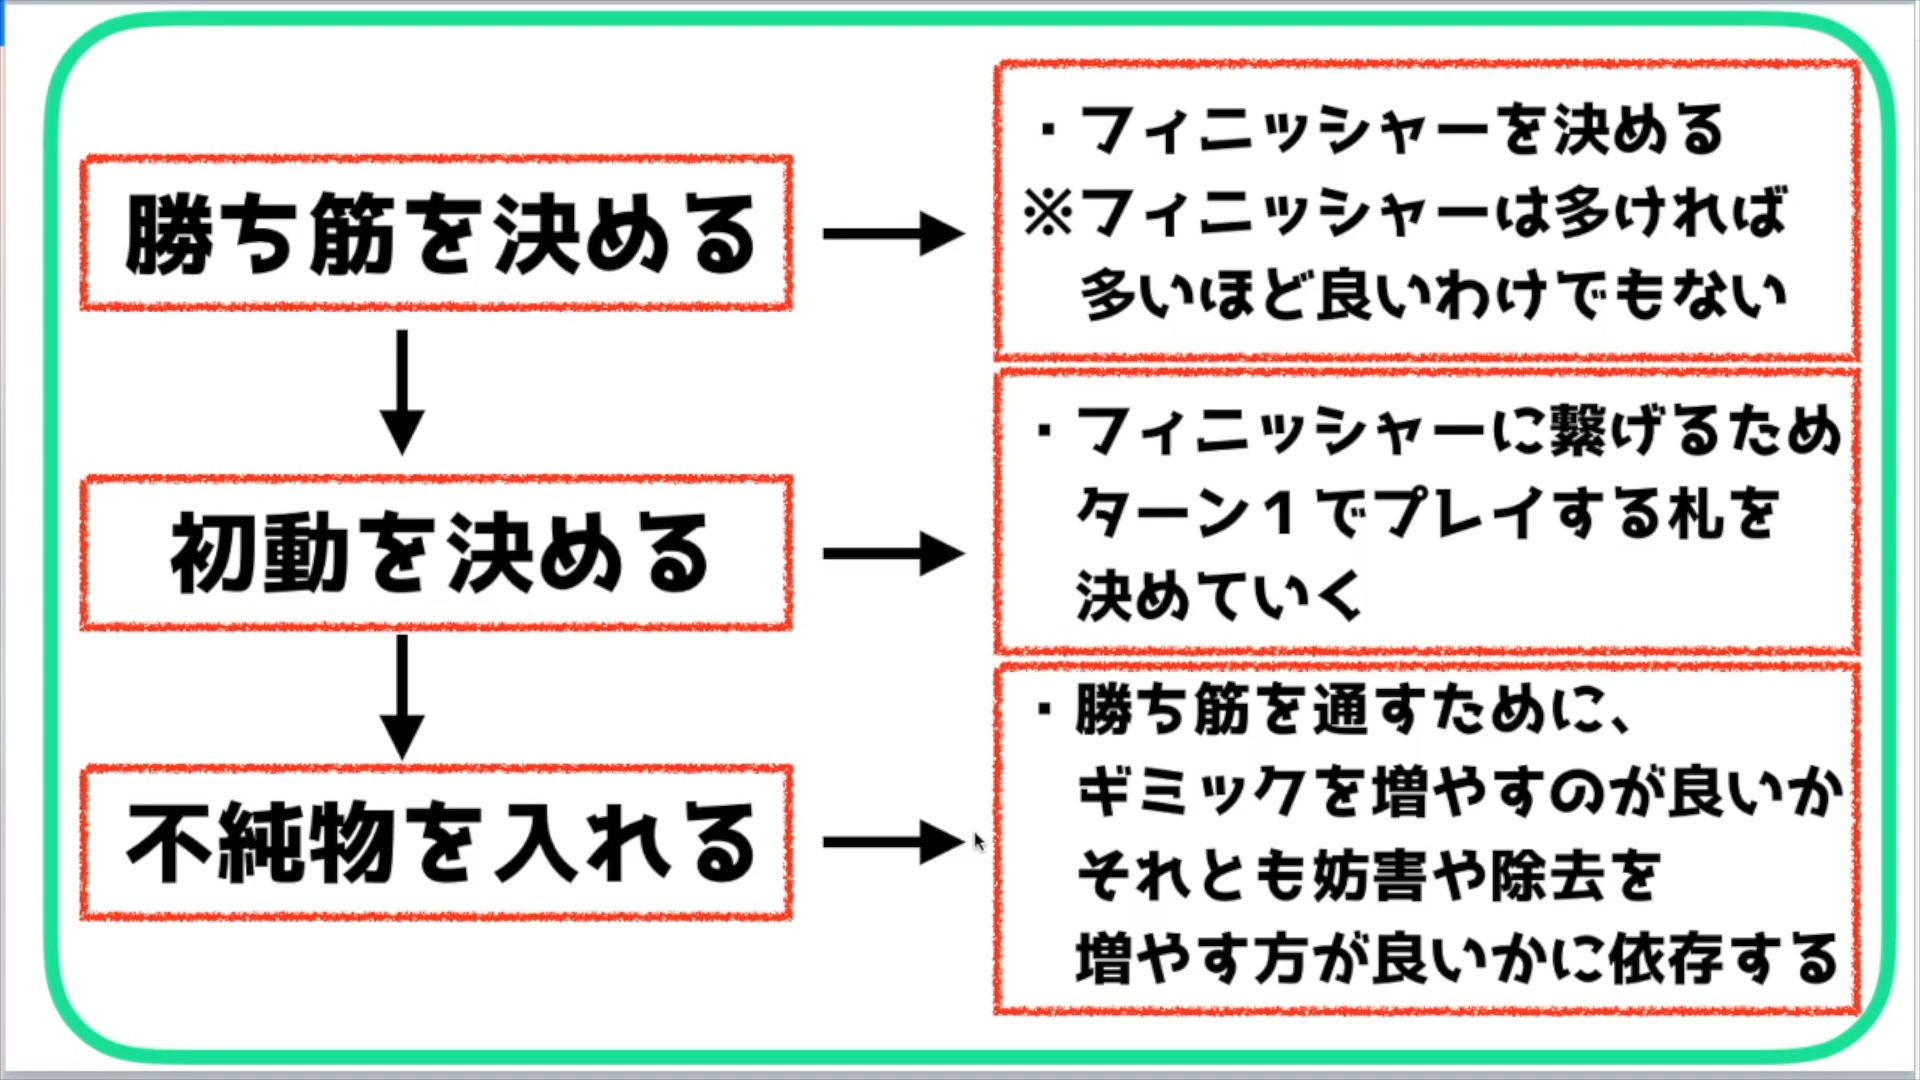 勝ち筋を決める
・フィニッシャーを決める
※フィニッシャーは多ければ
多いほど良いわけでもない
初動を決める
・フィニッシャーに繋げるため
ターン1でプレイする札を
決めていく
不純物を入れる
・勝ち筋を通すために、
ギミックを増やすのが良いか
それとも妨害や除去を
増やす方が良いかに依存する